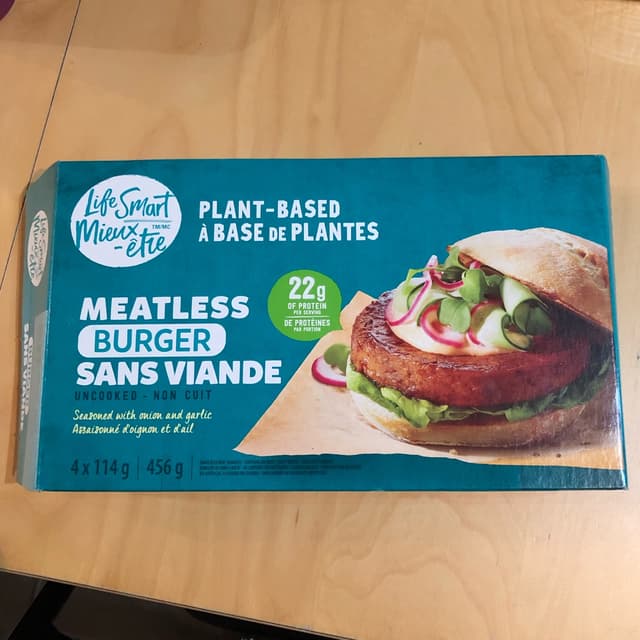 Life Smart
Mieux TM/MC
-être
PLANT-BASED
À BASE DE PLANTES
22g
OF PROTEIN
PER SERVING
DE PROTÉINES
PAR PORTION
MEATLESS
BURGER
SANS VIANDE
UNCOOKED - NON CUIT
Seasoned with onion and garlic
Assaisonné d'oignon et d'ail
4 x 114 g 456 g